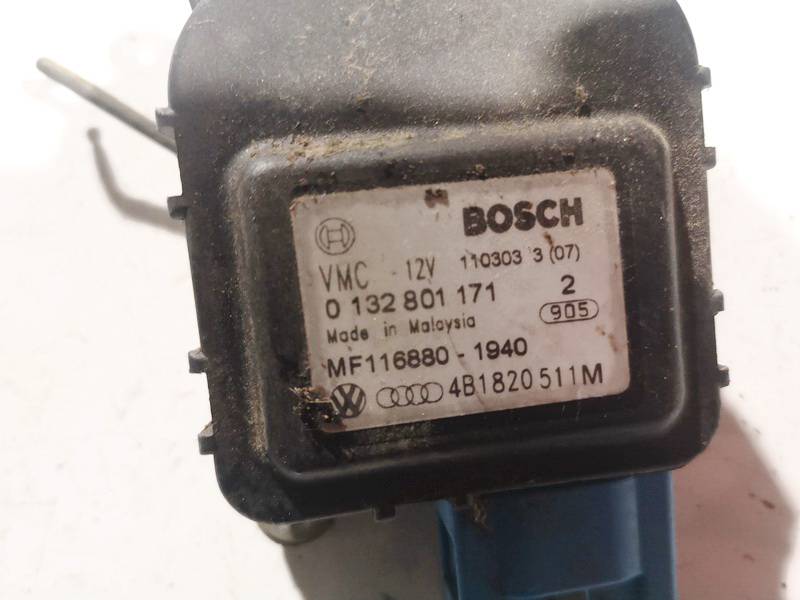 BOSCH
VMC - 12V 110303 3 (07)
0 132 801 171 2
Made in Malaysia 905
MF116880 - 1940
4B1820511M